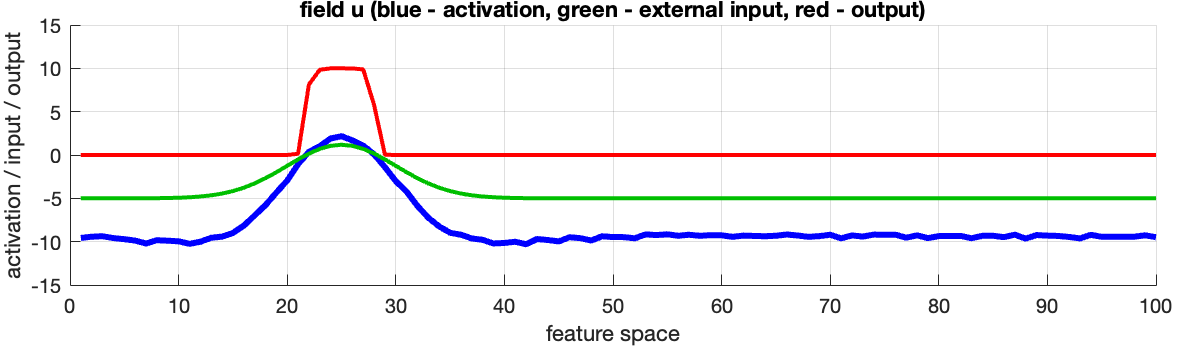 field u (blue - activation, green - external input, red - output)
activation / input / output
15
10
5
0
-5
-10
-15
0 10 20 30 40 50 60 70 80 90 100
feature space